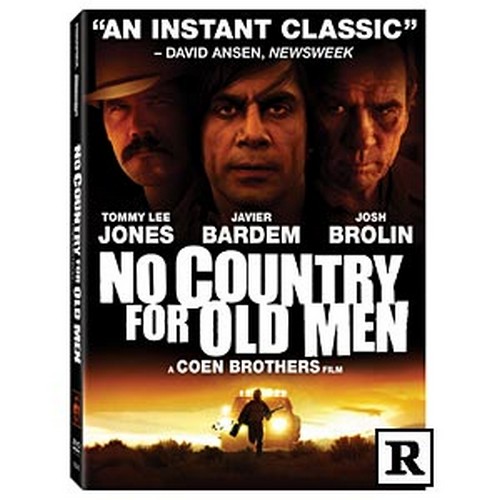 "AN INSTANT CLASSIC"
– DAVID ANSEN, NEWSWEEK
TOMMY LEE JONES
JAVIER BARDEM
JOSH BROLIN
NO COUNTRY
FOR OLD MEN
A COEN BROTHERS FILM
NO COUNTRY FOR OLD MEN
R